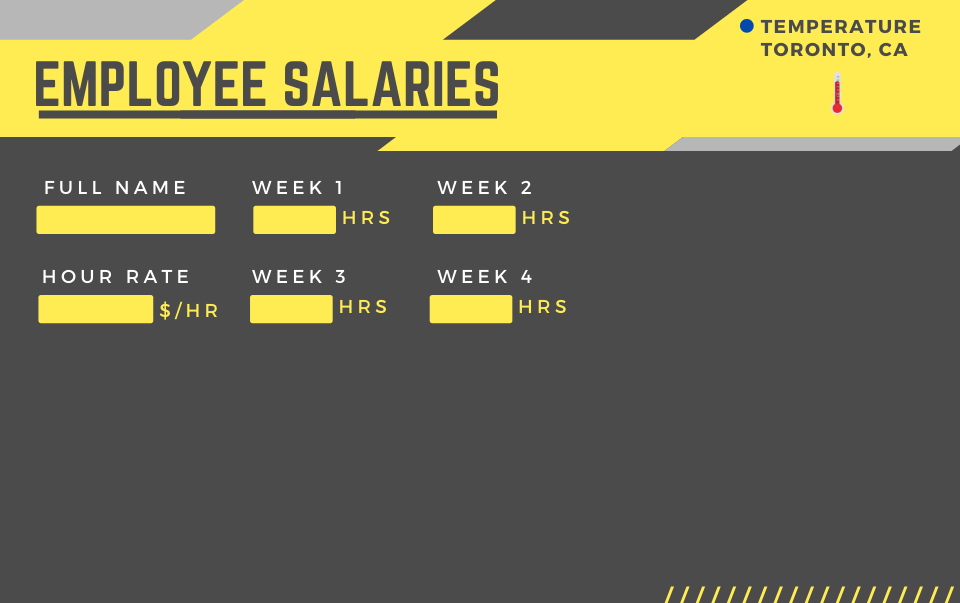 TEMPERATURE
TORONTO, CA
EMPLOYEE SALARIES
FULL NAME
WEEK 1
WEEK 2
HRS
HRS
HOUR RATE
WEEK 3
WEEK 4
$/HR
HRS
HRS